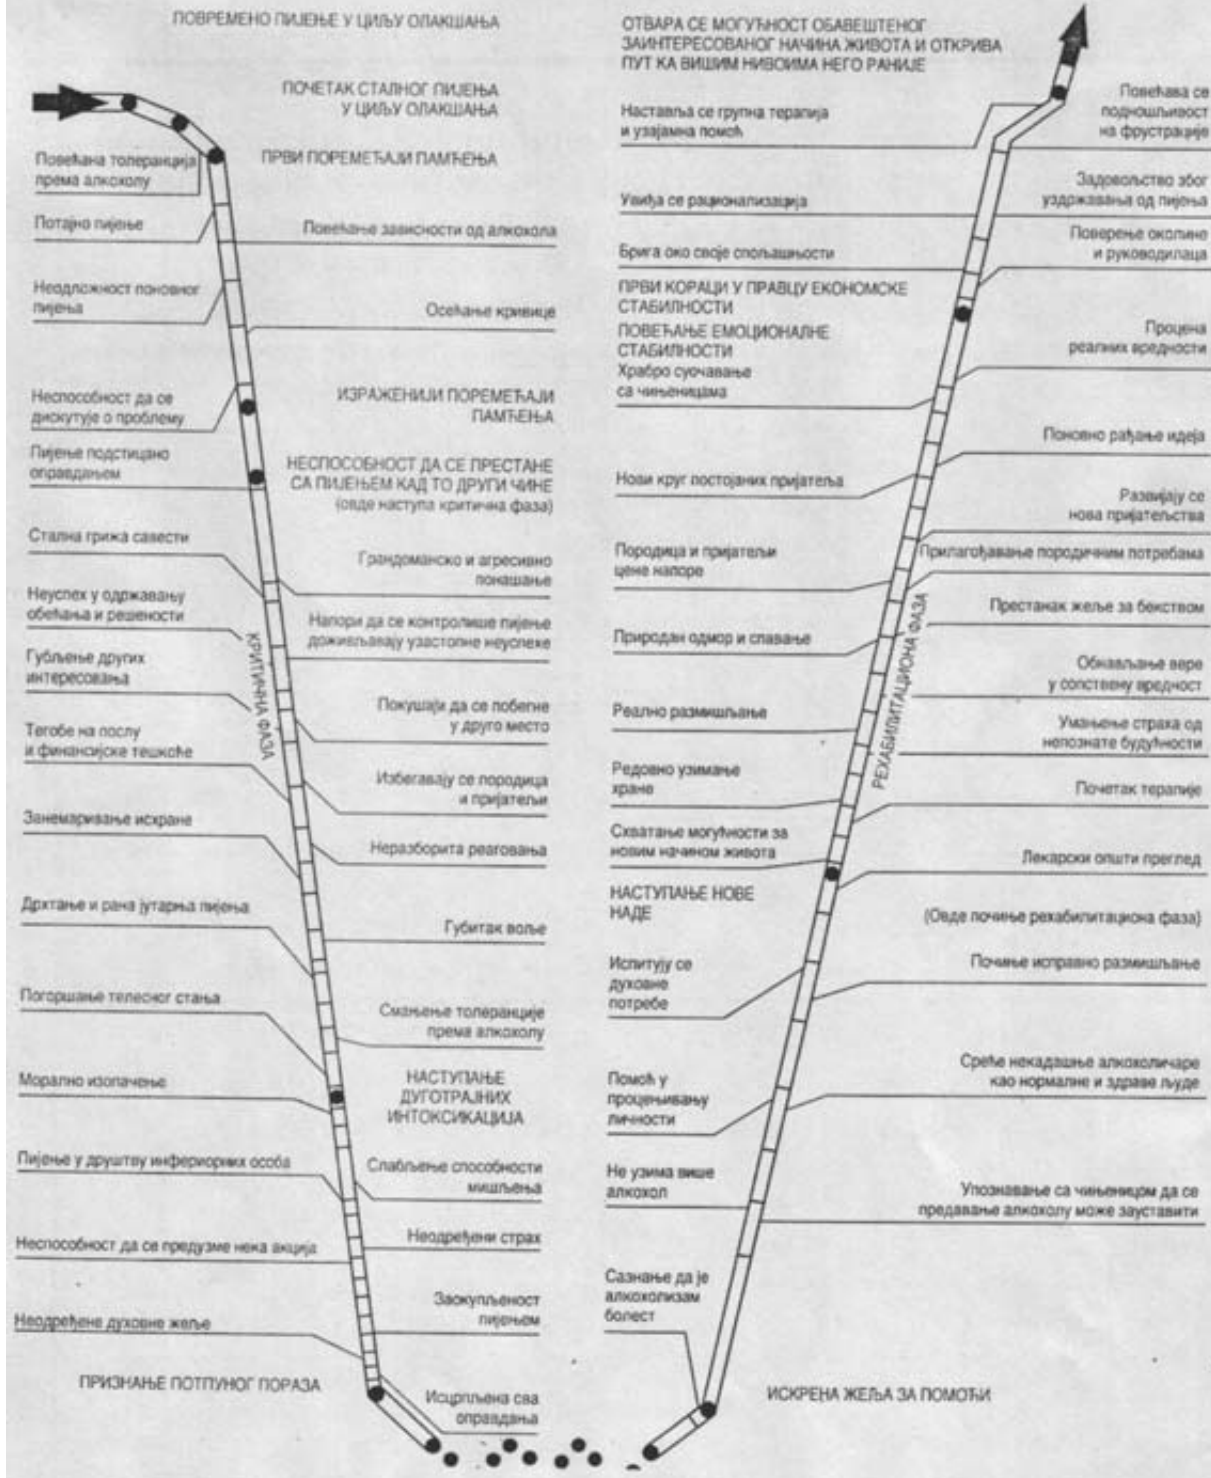 ПОВРЕМЕНО ПИЈЕЊЕ У ЦИЉУ ОЛАКШАЊА
ПОЧЕТАК СТАЛНОГ ПИЈЕЊА
У ЦИЉУ ОЛАКШАЊА
Повећана толеранција
према алкохолу
ПРВИ ПОРЕМЕЋАЈИ ПАМЋЕЊА
Потајно пијење
Повећање зависности од алкохола
Неодложност поновног
пијења
Осећање кривице
Неспособност да се
дискутује о проблему
ИЗРАЖЕНИЈИ ПОРЕМЕЋАЈИ
ПАМЋЕЊА
Пијење подстицано
оправдањем
НЕСПОСОБНОСТ ДА СЕ ПРЕСТАНЕ
СА ПИЈЕЊЕМ КАД ТО ДРУГИ ЧИНЕ
(овде наступа критична фаза)
Стална грижа савести
Грандоманско и агресивно
понашање
Неуспех у одржавању
обећања и решености
Напори да се контролише пијење
доживљавају узастопне неуспехе
КРИТИЧНА ФАЗА
Губљење других
интересовања
Покушаји да се побегне
у друго место
Тегобе на послу
и финансијске тешкоће
Избегавају се породица
и пријатељи
Занемаривање исхране
Неразборита реаговања
Дрхтање и рана јутарња пијења
Губитак воље
Погоршање телесног стања
Смањење толеранције
према алкохолу
Морално изопачење
НАСТУПАЊЕ
ДУГОТРАЈНИХ
ИНТОКСИКАЦИЈА
Пијење у друштву инфериорних особа
Слабљење способности
мишљења
Неспособност да се предузме нека акција
Неодређени страх
Неодређене духовне жеље
Заокупљеност
пијењем
ПРИЗНАЊЕ ПОТПУНОГ ПОРАЗА
Исцрпљена сва
оправдања
ОТВАРА СЕ МОГУЋНОСТ ОБАВЕШТЕНОГ
ЗАИНТЕРЕСОВАНОГ НАЧИНА ЖИВОТА И ОТКРИВА
ПУТ КА ВИШИМ НИВОИМА НЕГО РАНИЈЕ
Наставља се групна терапија
и узајамна помоћ
Повећава се
подношљивост
на фрустрације
Увиђа се рационализација
Задовољство због
уздржавања од пијења
Брига око своје спољашњости
Поверење околине
и руководилаца
ПРВИ КОРАЦИ У ПРАВЦУ ЕКОНОМСКЕ
СТАБИЛНОСТИ
ПОВЕЋАЊЕ ЕМОЦИОНАЛНЕ
СТАБИЛНОСТИ
Храбро суочавање
са чињеницама
Процена
реалних вредности
Поновно рађање идеја
Нови круг постојаних пријатеља
Развијају се
нова пријатељства
Породица и пријатељи
цене напоре
Прилагођавање породичним потребама
Престанак жеље за бекством
РЕХАБИЛИТАЦИОНА ФАЗА
Природан одмор и спавање
Обнављање вере
у сопствену вредност
Реално размишљање
Умањење страха од
непознате будућности
Редовно узимање
хране
Почетак терапије
Схватање могућности за
новим начином живота
Лекарски општи преглед
НАСТУПАЊЕ НОВЕ
НАДЕ
(Овде почиње рехабилитациона фаза)
Испитују се
духовне
потребе
Почиње исправно размишљање
Помоћ у
процењивању
личности
Среће некадашње алкохоличаре
као нормалне и здраве људе
Не узима више
алкохол
Упознавање са чињеницом да се
предавање алкохолу може зауставити
Сазнање да је
алкохолизам
болест
ИСКРЕНА ЖЕЉА ЗА ПОМОЋИ